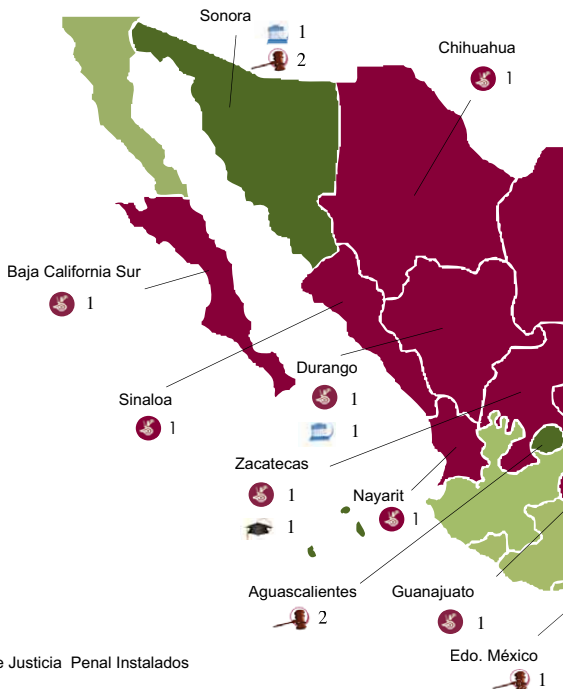 Sonora
1
2
Chihuahua
1
Baja California Sur
1
Durango
1
1
Sinaloa
1
Zacatecas
1
1
Nayarit
1
Aguascalientes
2
Guanajuato
1
Edo. México
1
e Justicia Penal Instalados